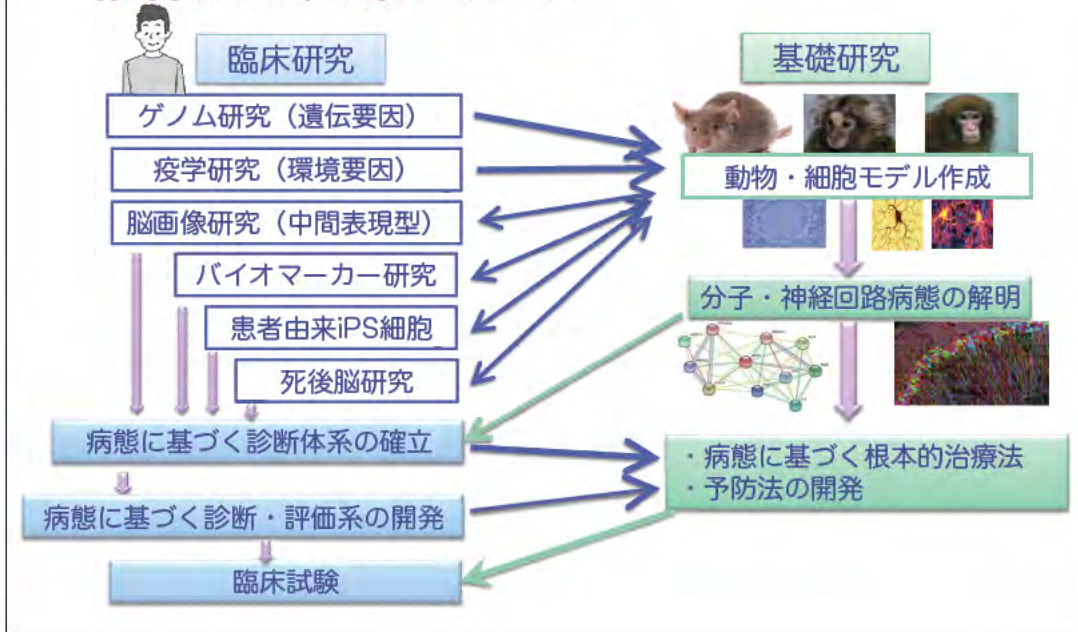 臨床研究
ゲノム研究（遺伝要因）
疫学研究（環境要因）
脳画像研究（中間表現型）
バイオマーカー研究
患者由来iPS細胞
死後脳研究
病態に基づく診断体系の確立
病態に基づく診断・評価系の開発
臨床試験
基礎研究
動物・細胞モデル作成
分子・神経回路病態の解明
・病態に基づく根本的治療法
・予防法の開発